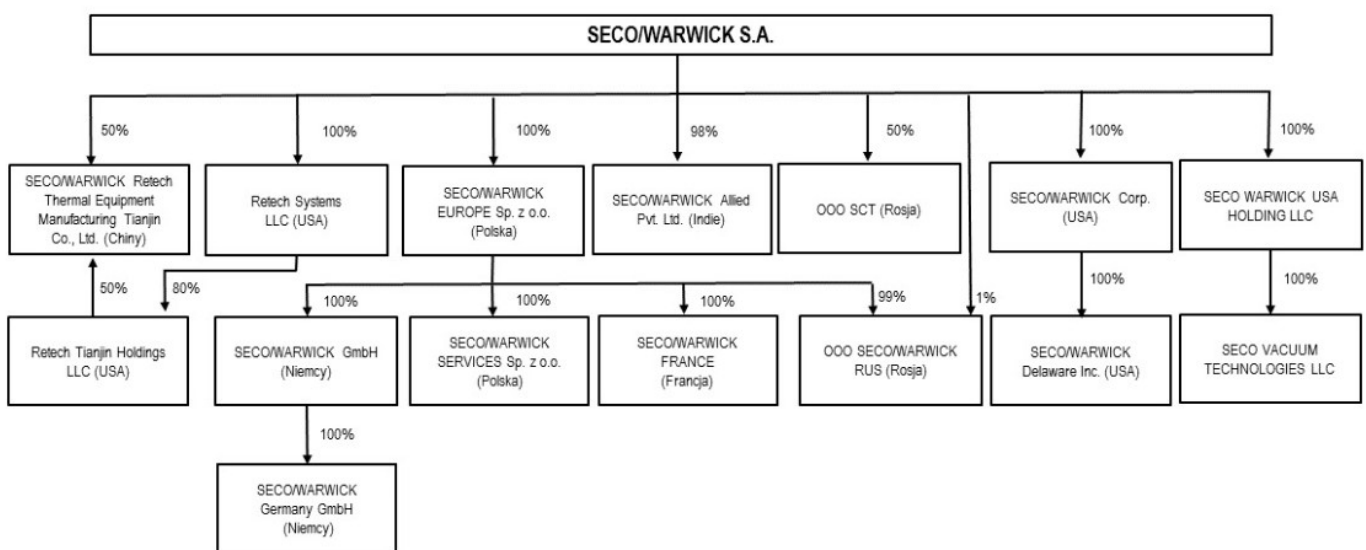 SECO/WARWICK S.A.
50%
100%
100%
98%
50%
100%
100%
SECO/WARWICK Retech
Thermal Equipment
Manufacturing Tianjin
Co., Ltd. (Chiny)
Retech Systems
LLC (USA)
SECO/WARWICK
EUROPE Sp. z o.o.
(Polska)
SECO/WARWICK Allied
Pvt. Ltd. (Indie)
OOO SCT (Rosja)
SECO/WARWICK Corp.
(USA)
SECO WARWICK USA
HOLDING LLC
50%
80%
100%
100%
100%
99%
1%
100%
100%
Retech Tianjin Holdings
LLC (USA)
SECO/WARWICK GmbH
(Niemcy)
SECO/WARWICK
SERVICES Sp. z o.o.
(Polska)
SECO/WARWICK
FRANCE
(Francja)
OOO SECO/WARWICK
RUS (Rosja)
SECO/WARWICK
Delaware Inc. (USA)
SECO VACUUM
TECHNOLOGIES LLC
100%
SECO/WARWICK
Germany GmbH
(Niemcy)